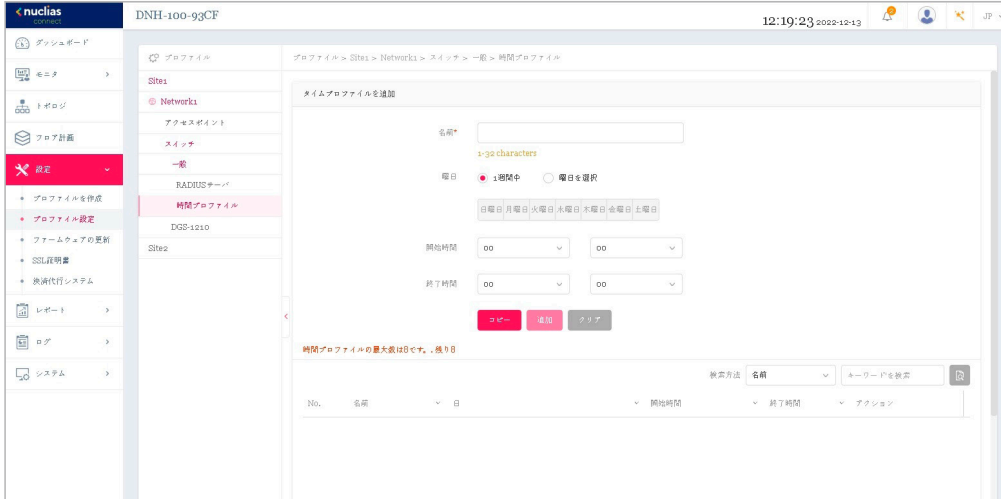 nuclias
connect
DNH-100-93CF
12:19:23 2022-12-13
JP
ダッシュボード
モニタ
トポロジ
フロア計画
設定
プロファイルを作成
プロファイル設定
ファームウェアの更新
SSL証明書
決済代行システム
レポート
ログ
システム
プロファイル
Site1
Network1
アクセスポイント
スイッチ
一般
RADIUSサーバ
時間プロファイル
DGS-1210
Site2
プロファイル > Site1 > Network1 > スイッチ > 一般 > 時間プロファイル
タイムプロファイルを追加
名前*
1-32 characters
曜日 1週間中 曜日を選択
日曜日 月曜日 火曜日 水曜日 木曜日 金曜日 土曜日
開始時間 00 00
終了時間 00 00
コピー 追加 クリア
時間プロファイルの最大数は8です。. 残り 8
検索方法 名前 キーワードを検索
No. 名前 日 開始時間 終了時間 アクション